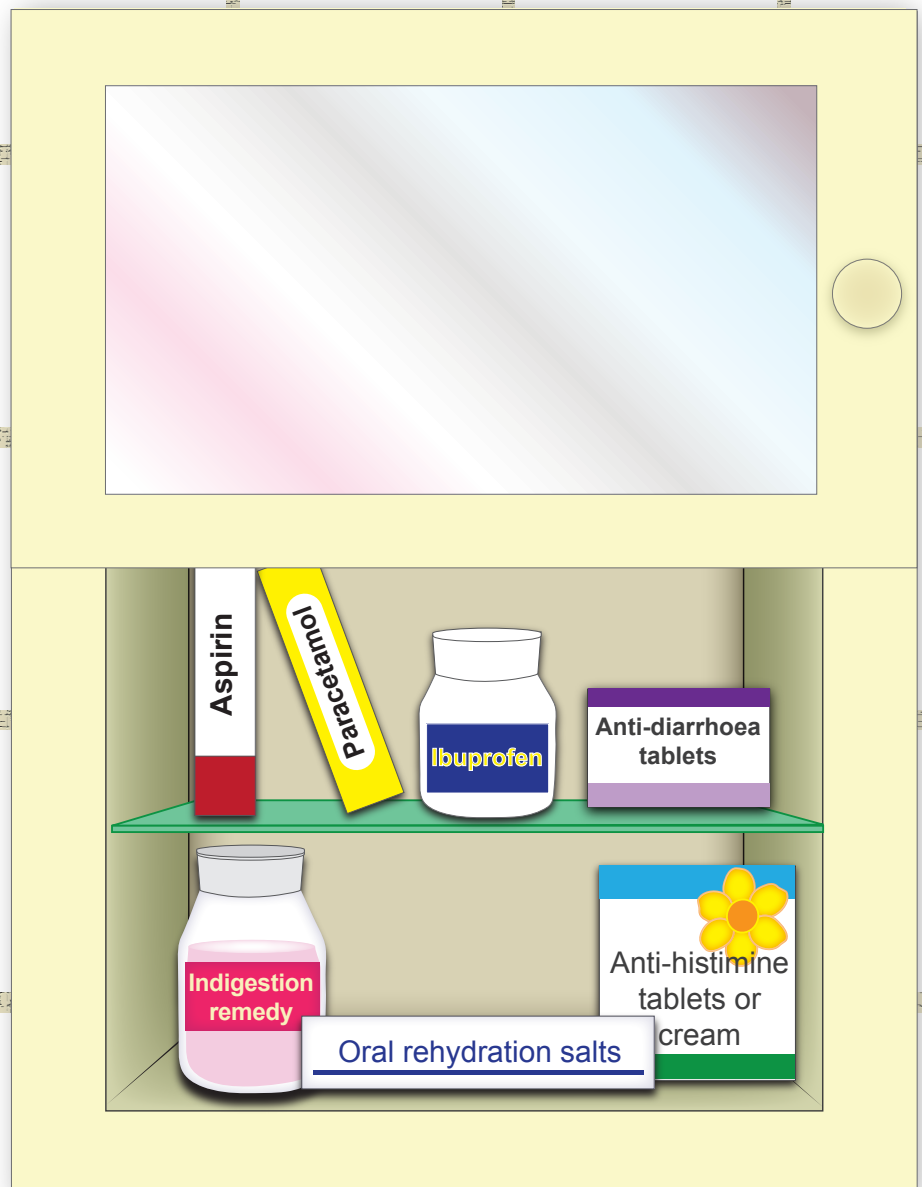 Aspirin
Paracetamol
Ibuprofen
Anti-diarrhoea
tablets
Indigestion
remedy
Oral rehydration salts
Anti-histimine
tablets or
cream